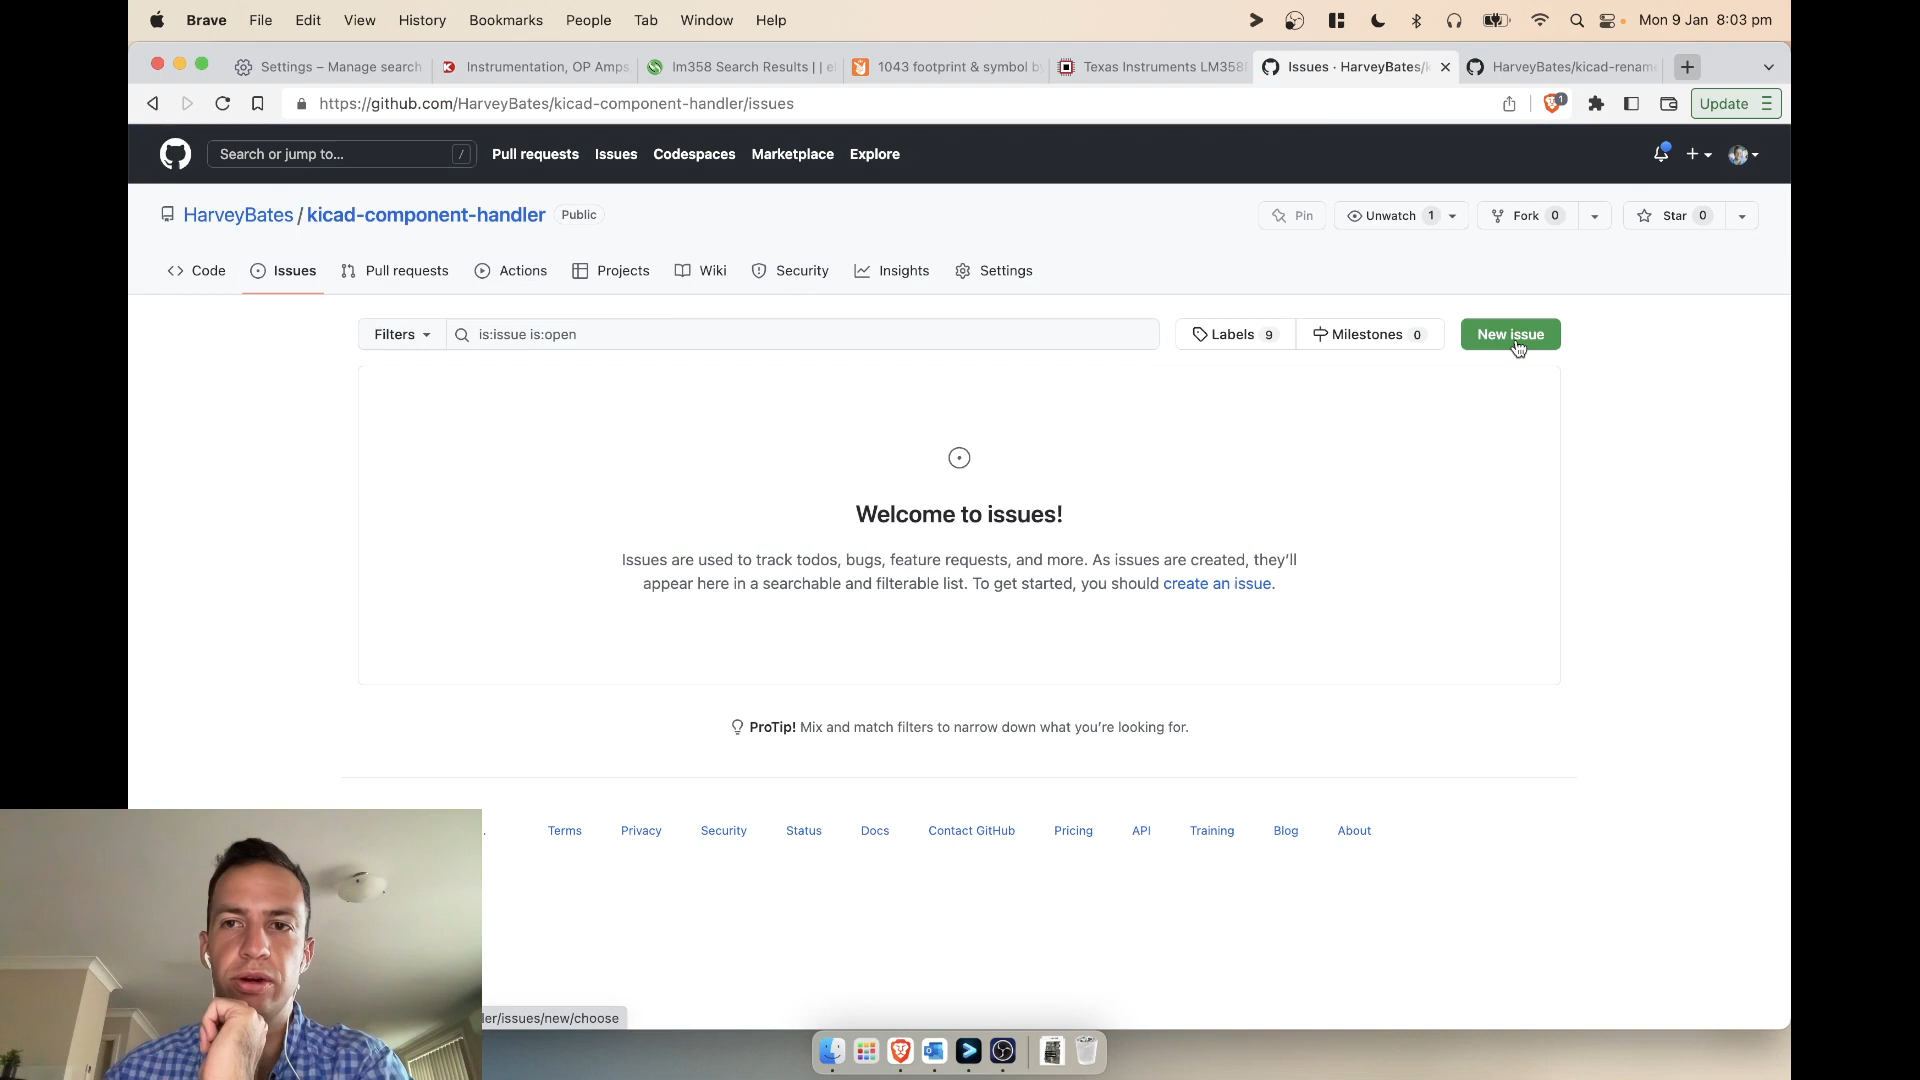 Brave File Edit View History Bookmarks People Tab Window Help
Mon 9 Jan 8:03 pm
Settings – Manage search
Instrumentation, OP Amps,
lm358 Search Results | | el
1043 footprint & symbol by
Texas Instruments LM358
Issues · HarveyBates/k
HarveyBates/kicad-rename
https://github.com/HarveyBates/kicad-component-handler/issues
1
Update
Search or jump to... /
Pull requests Issues Codespaces Marketplace Explore
HarveyBates / kicad-component-handler Public
Pin Unwatch 1 Fork 0 Star 0
Code Issues Pull requests Actions Projects Wiki Security Insights Settings
Filters is:issue is:open Labels 9 Milestones 0 New issue
Welcome to issues!
Issues are used to track todos, bugs, feature requests, and more. As issues are created, they’ll
appear here in a searchable and filterable list. To get started, you should create an issue.
ProTip! Mix and match filters to narrow down what you’re looking for.
. Terms Privacy Security Status Docs Contact GitHub Pricing API Training Blog About
ler/issues/new/choose